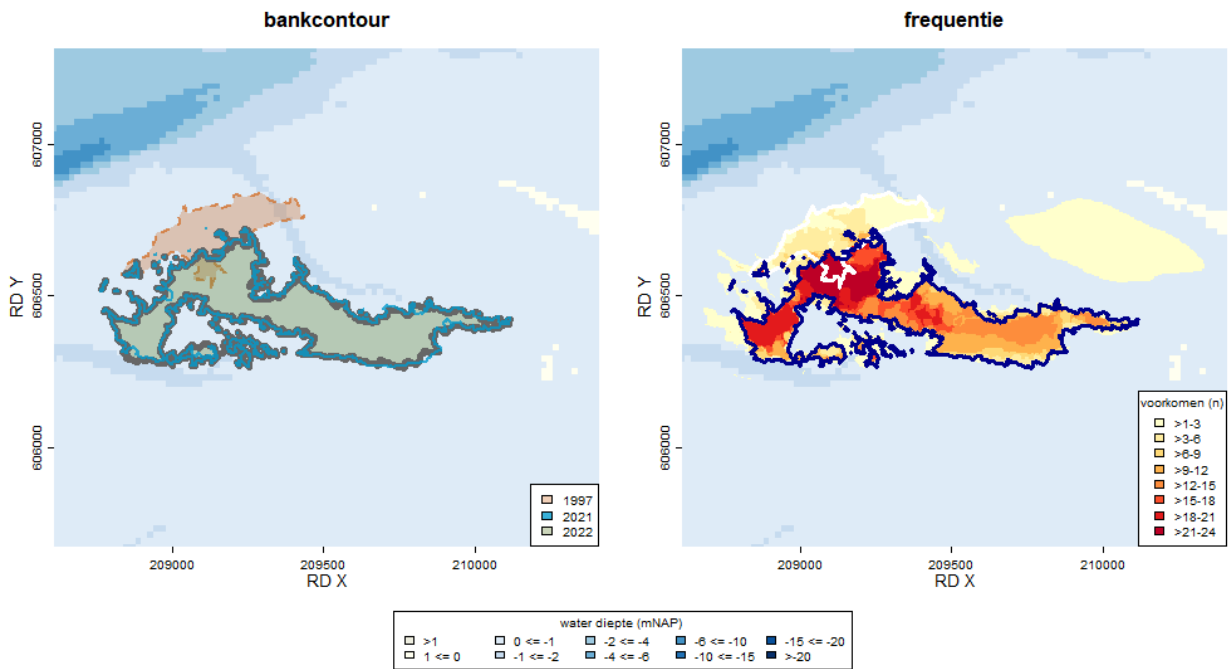 bankcontour
frequentie
RD Y
607000
606500
606000
209000
209500
210000
RD X
1997
2021
2022
RD Y
607000
606500
606000
209000
209500
210000
RD X
voorkomen (n)
>1-3
>3-6
>6-9
>9-12
>12-15
>15-18
>18-21
>21-24
water diepte (mNAP)
>1 0 <= -1 -2 <= -4 -6 <= -10 -15 <= -20
1 <= 0 -1 <= -2 -4 <= -6 -10 <= -15 >-20